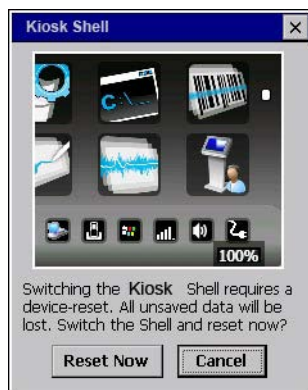 Kiosk Shell
C:\...
100%
Switching the Kiosk Shell requires a
device-reset. All unsaved data will be
lost. Switch the Shell and reset now?
Reset Now Cancel